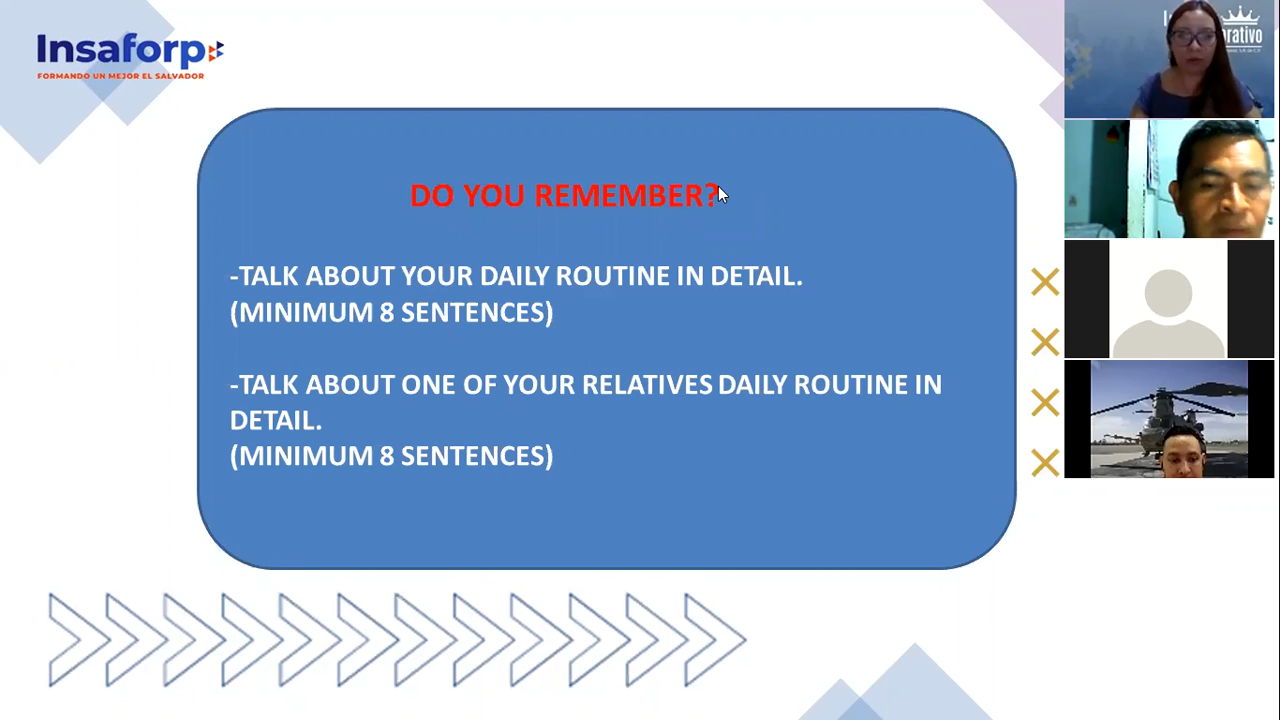 Insaforp
FORMANDO UN MEJOR EL SALVADOR
DO YOU REMEMBER?
-TALK ABOUT YOUR DAILY ROUTINE IN DETAIL.
(MINIMUM 8 SENTENCES)
-TALK ABOUT ONE OF YOUR RELATIVES DAILY ROUTINE IN
DETAIL.
(MINIMUM 8 SENTENCES)